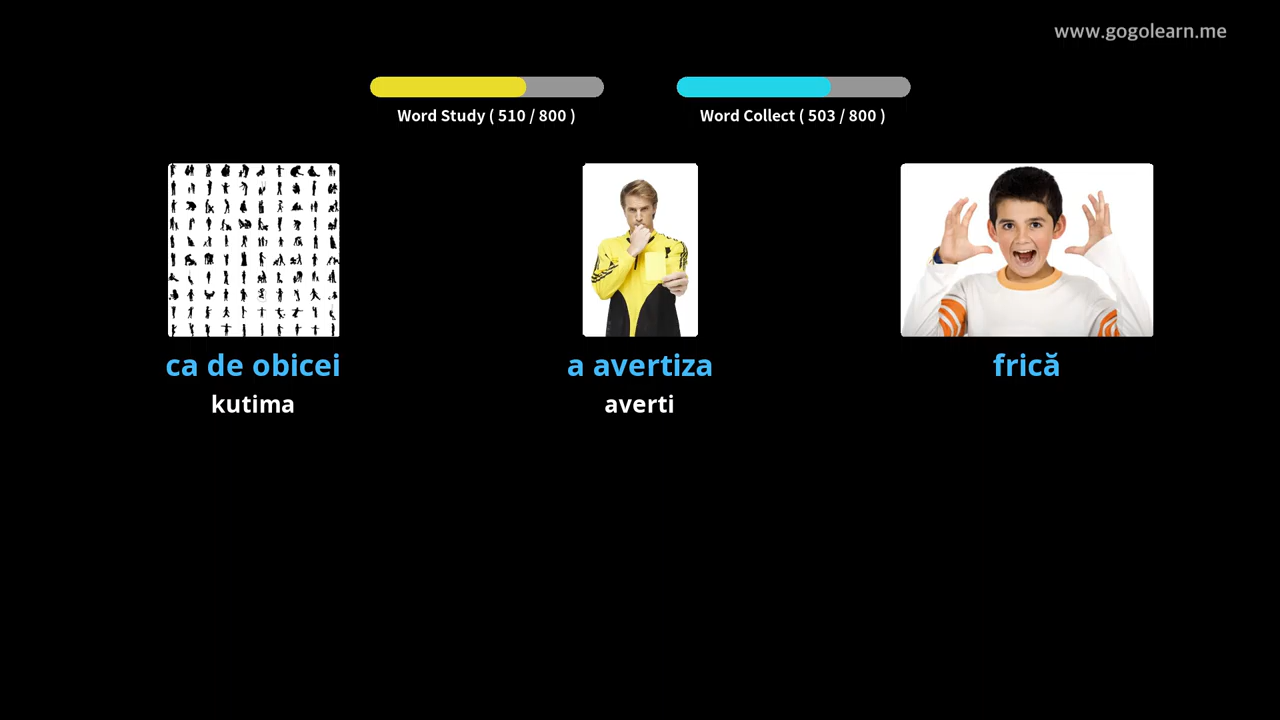 www.gogolearn.me
Word Study ( 510 / 800 )
Word Collect ( 503 / 800 )
ca de obicei
kutima
a avertiza
averti
frică